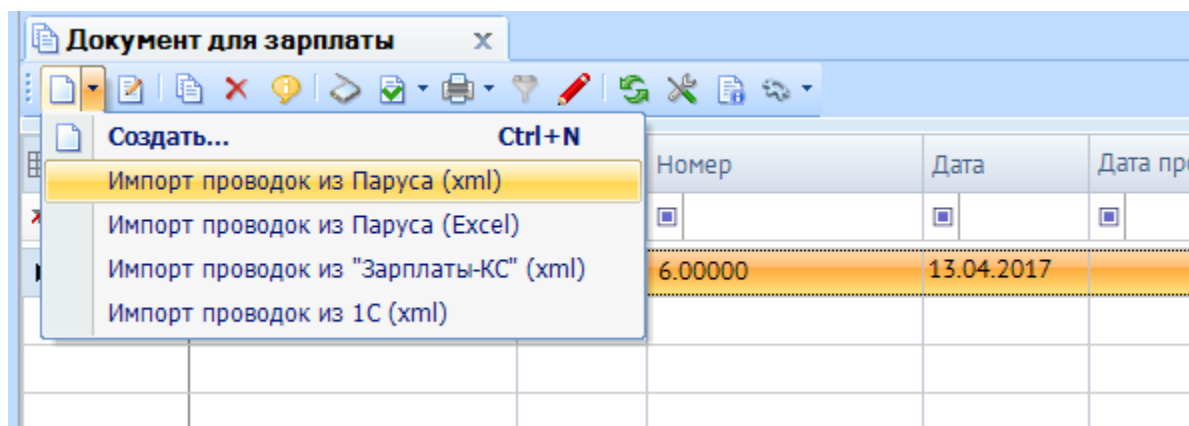 Документ для зарплаты x
Создать... Ctrl+N
Номер Дата
Импорт проводок из Паруса (xml)
Импорт проводок из Паруса (Excel)
Импорт проводок из "Зарплаты-КС" (xml) 6.00000 13.04.2017
Импорт проводок из 1С (xml)